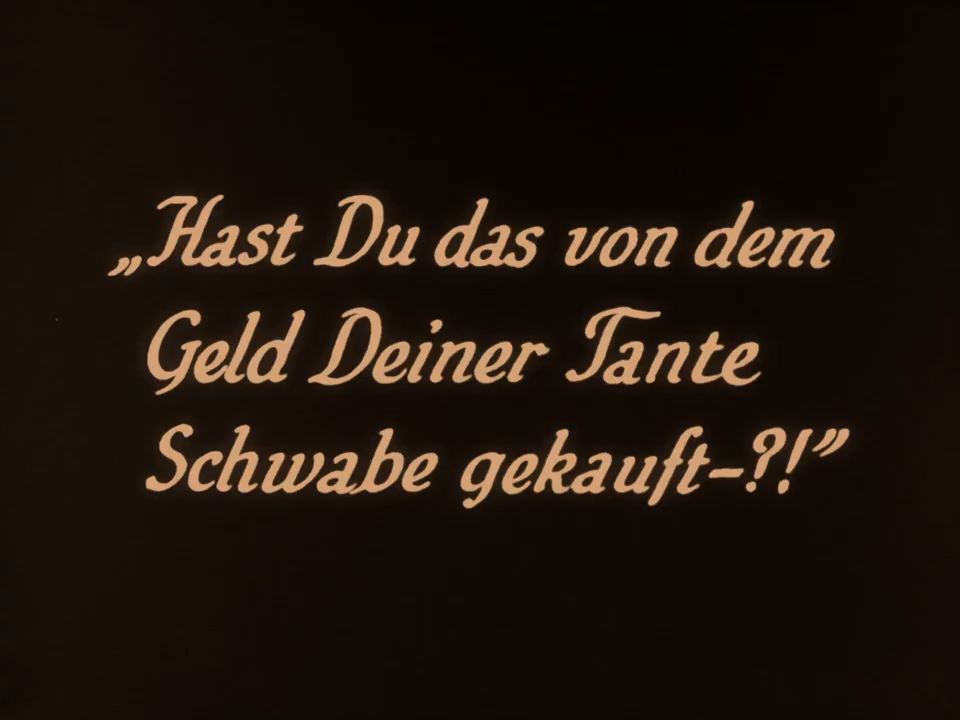 „Hast Du das von dem
Geld Deiner Tante
Schwabe gekauft–?!”